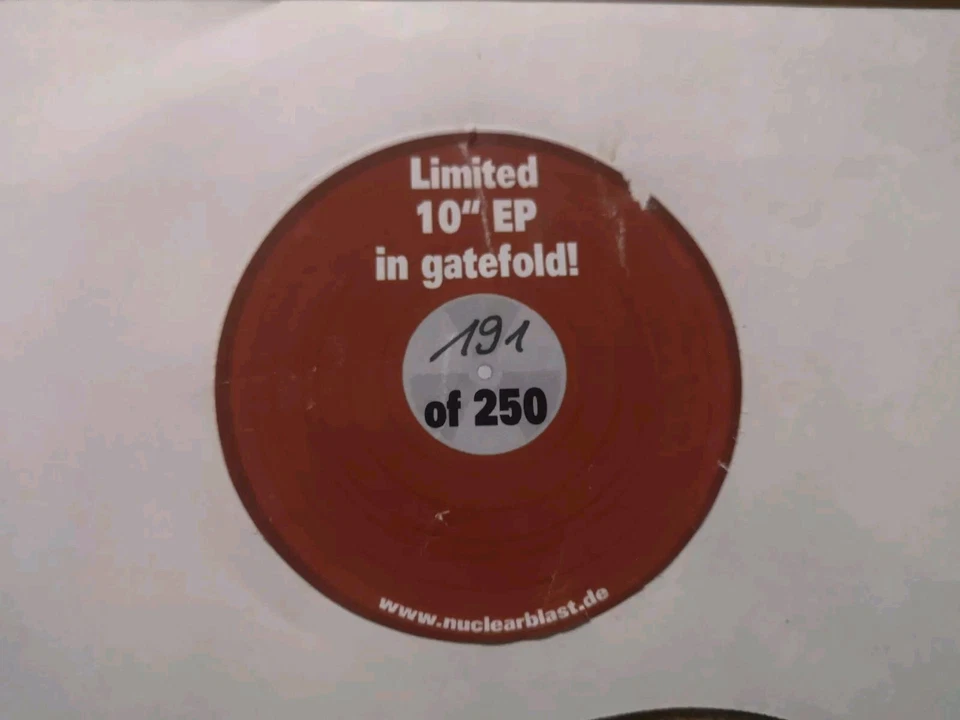 Limited
10“ EP
in gatefold!
191
of 250
www.nuclearblast.de